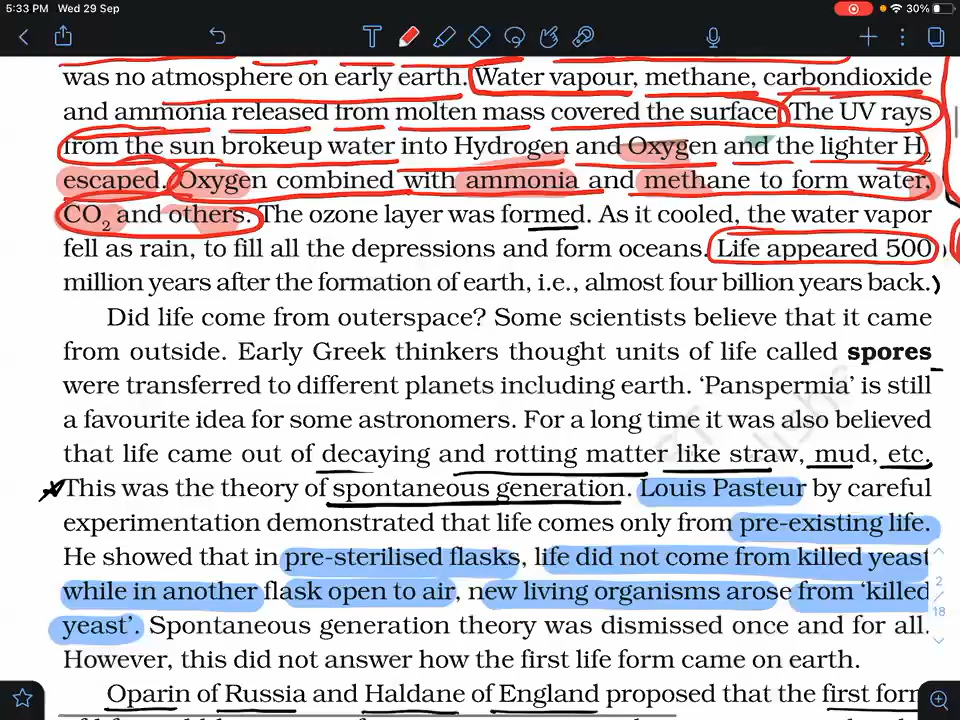 5:33 PM Wed 29 Sep
30%
was no atmosphere on early earth. Water vapour, methane, carbondioxide
and ammonia released from molten mass covered the surface. The UV rays
from the sun brokeup water into Hydrogen and Oxygen and the lighter H2
escaped. Oxygen combined with ammonia and methane to form water,
CO2 and others. The ozone layer was formed. As it cooled, the water vapor
fell as rain, to fill all the depressions and form oceans. Life appeared 500
million years after the formation of earth, i.e., almost four billion years back.
Did life come from outerspace? Some scientists believe that it came
from outside. Early Greek thinkers thought units of life called spores
were transferred to different planets including earth. ‘Panspermia’ is still
a favourite idea for some astronomers. For a long time it was also believed
that life came out of decaying and rotting matter like straw, mud, etc.
This was the theory of spontaneous generation. Louis Pasteur by careful
experimentation demonstrated that life comes only from pre-existing life.
He showed that in pre-sterilised flasks, life did not come from killed yeast
while in another flask open to air, new living organisms arose from ‘killed
yeast’. Spontaneous generation theory was dismissed once and for all.
However, this did not answer how the first life form came on earth.
Oparin of Russia and Haldane of England proposed that the first form
2
/
18